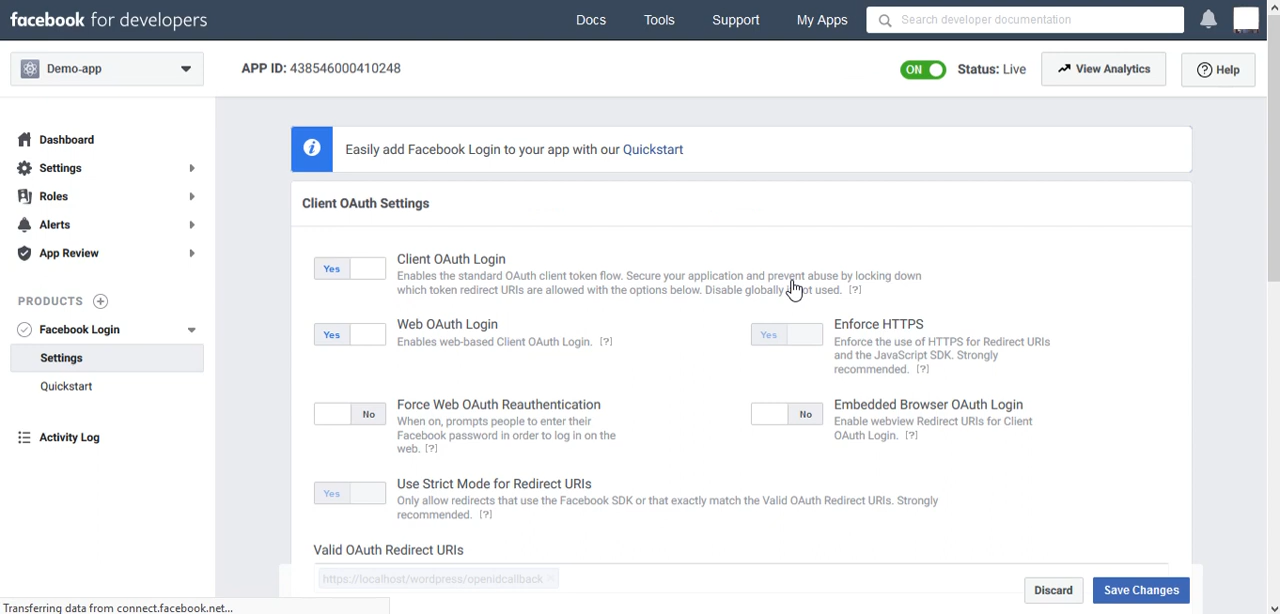 facebook for developers
Docs
Tools
Support
My Apps
Search developer documentation
Demo-app
APP ID: 438546000410248
ON
Status: Live
View Analytics
Help
Dashboard
Settings
Roles
Alerts
App Review
PRODUCTS
Facebook Login
Settings
Quickstart
Activity Log
Easily add Facebook Login to your app with our Quickstart
Client OAuth Settings
Yes
Client OAuth Login
Enables the standard OAuth client token flow. Secure your application and prevent abuse by locking down
which token redirect URIs are allowed with the options below. Disable globally if not used. [?]
Yes
Web OAuth Login
Enables web-based Client OAuth Login. [?]
Yes
Enforce HTTPS
Enforce the use of HTTPS for Redirect URIs
and the JavaScript SDK. Strongly
recommended. [?]
No
Force Web OAuth Reauthentication
When on, prompts people to enter their
Facebook password in order to log in on the
web. [?]
No
Embedded Browser OAuth Login
Enable webview Redirect URIs for Client
OAuth Login. [?]
Yes
Use Strict Mode for Redirect URIs
Only allow redirects that use the Facebook SDK or that exactly match the Valid OAuth Redirect URIs. Strongly
recommended. [?]
Valid OAuth Redirect URIs
https://localhost/wordpress/openidcallback
Discard
Save Changes
Transferring data from connect.facebook.net...